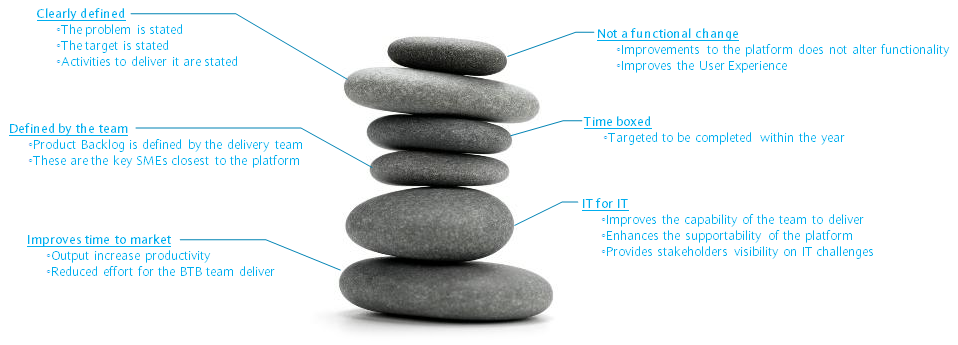 Clearly defined
▫The problem is stated
▫The target is stated
▫Activities to deliver it are stated
Not a functional change
▫Improvements to the platform does not alter functionality
▫Improves the User Experience
Defined by the team
▫Product Backlog is defined by the delivery team
▫These are the key SMEs closest to the platform
Time boxed
▫Targeted to be completed within the year
Improves time to market
▫Output increase productivity
▫Reduced effort for the BTB team deliver
IT for IT
▫Improves the capability of the team to deliver
▫Enhances the supportability of the platform
▫Provides stakeholders visibility on IT challenges